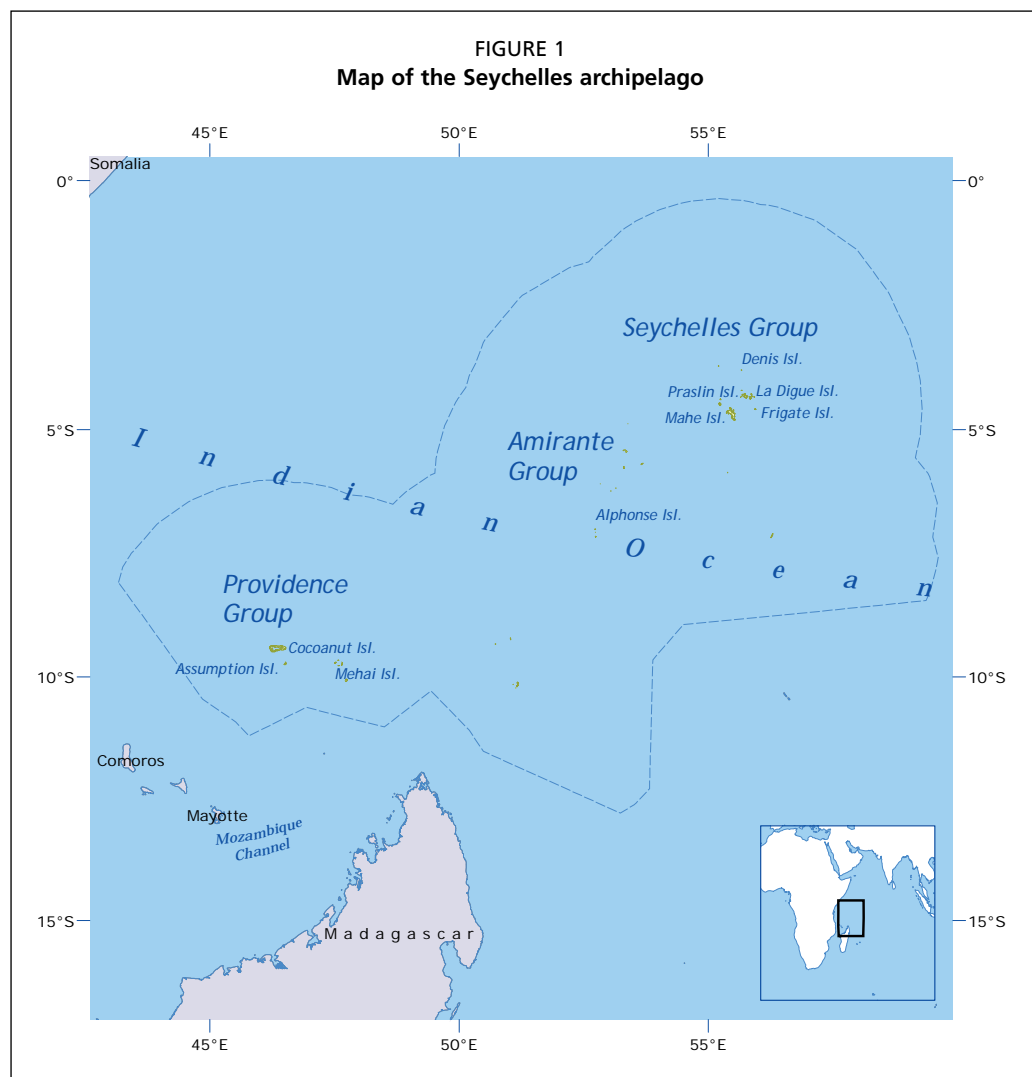 FIGURE 1
Map of the Seychelles archipelago
45°E 50°E 55°E
Somalia
0° 0°
Seychelles Group
Denis Isl.
Praslin Isl. La Digue Isl.
Mahe Isl. Frigate Isl.
5°S 5°S
Amirante
Group
Alphonse Isl.
Indian Ocean
Providence
Group
Cocoanut Isl.
Assumption Isl. Mehai Isl.
10°S 10°S
Comoros
Mayotte
Mozambique
Channel
15°S 15°S
Madagascar
45°E 50°E 55°E